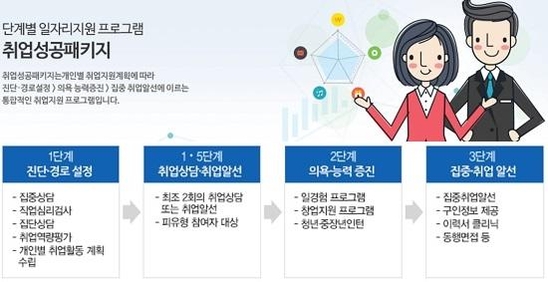 단계별 일자리지원 프로그램
취업성공패키지
취업성공패키지는개인별 취업지원계획에 따라
진단·경로설정 > 의욕·능력증진 > 집중 취업알선에 이르는
통합적인 취업지원 프로그램입니다.
1단계
진단·경로 설정
- 집중상담
- 직업심리검사
- 집단상담
- 취업역량평가
- 개인별 취업활동 계획
수립
1·5단계
취업상담·취업알선
- 최조 2회의 취업상담
또는 취업알선
- 피유형 참여자 대상
2단계
의욕·능력 증진
- 일경험 프로그램
- 창업지원 프로그램
- 청년·중장년인턴
3단계
집중·취업 알선
- 집중취업알선
- 구인정보 제공
- 이력서 클리닉
- 동행면접 등